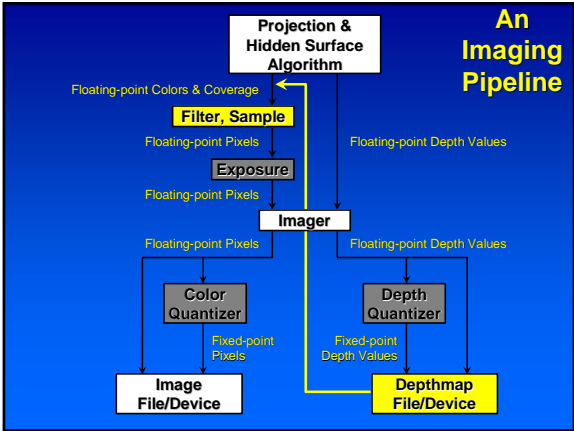 An
Imaging
Pipeline
Projection &
Hidden Surface
Algorithm
Floating-point Colors & Coverage
Filter, Sample
Floating-point Pixels
Floating-point Depth Values
Exposure
Floating-point Pixels
Imager
Floating-point Pixels
Floating-point Depth Values
Color
Quantizer
Depth
Quantizer
Fixed-point
Pixels
Fixed-point
Depth Values
Image
File/Device
Depthmap
File/Device